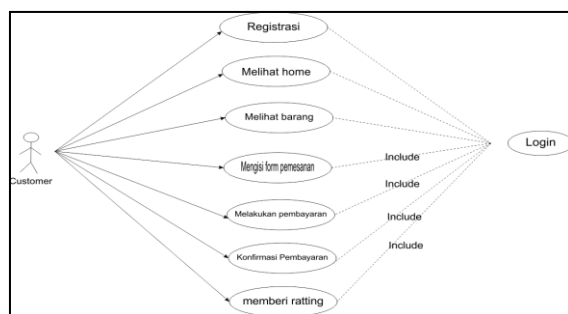 Registrasi
Melihat home
Melihat barang
Mengisi form pemesanan
Melakukan pembayaran
Konfirmasi Pembayaran
memberi ratting
Customer
Include
Include
Include
Include
Login